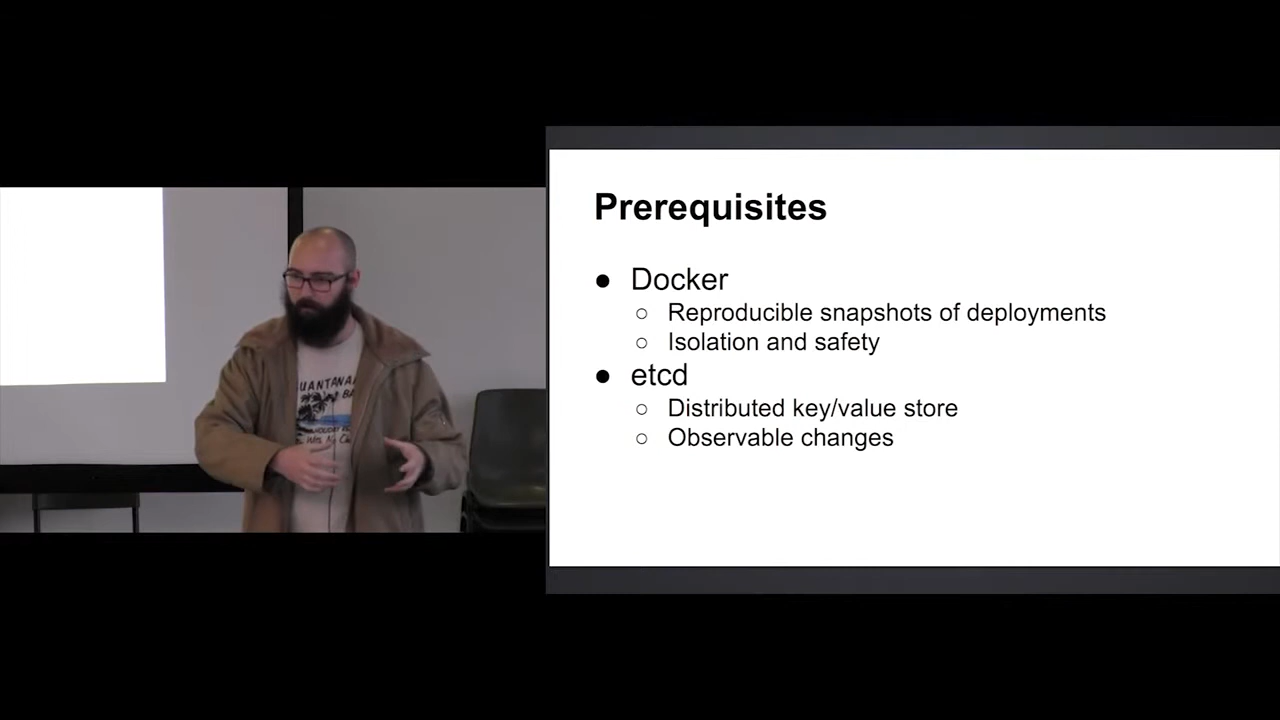 Prerequisites
● Docker
○ Reproducible snapshots of deployments
○ Isolation and safety
● etcd
○ Distributed key/value store
○ Observable changes